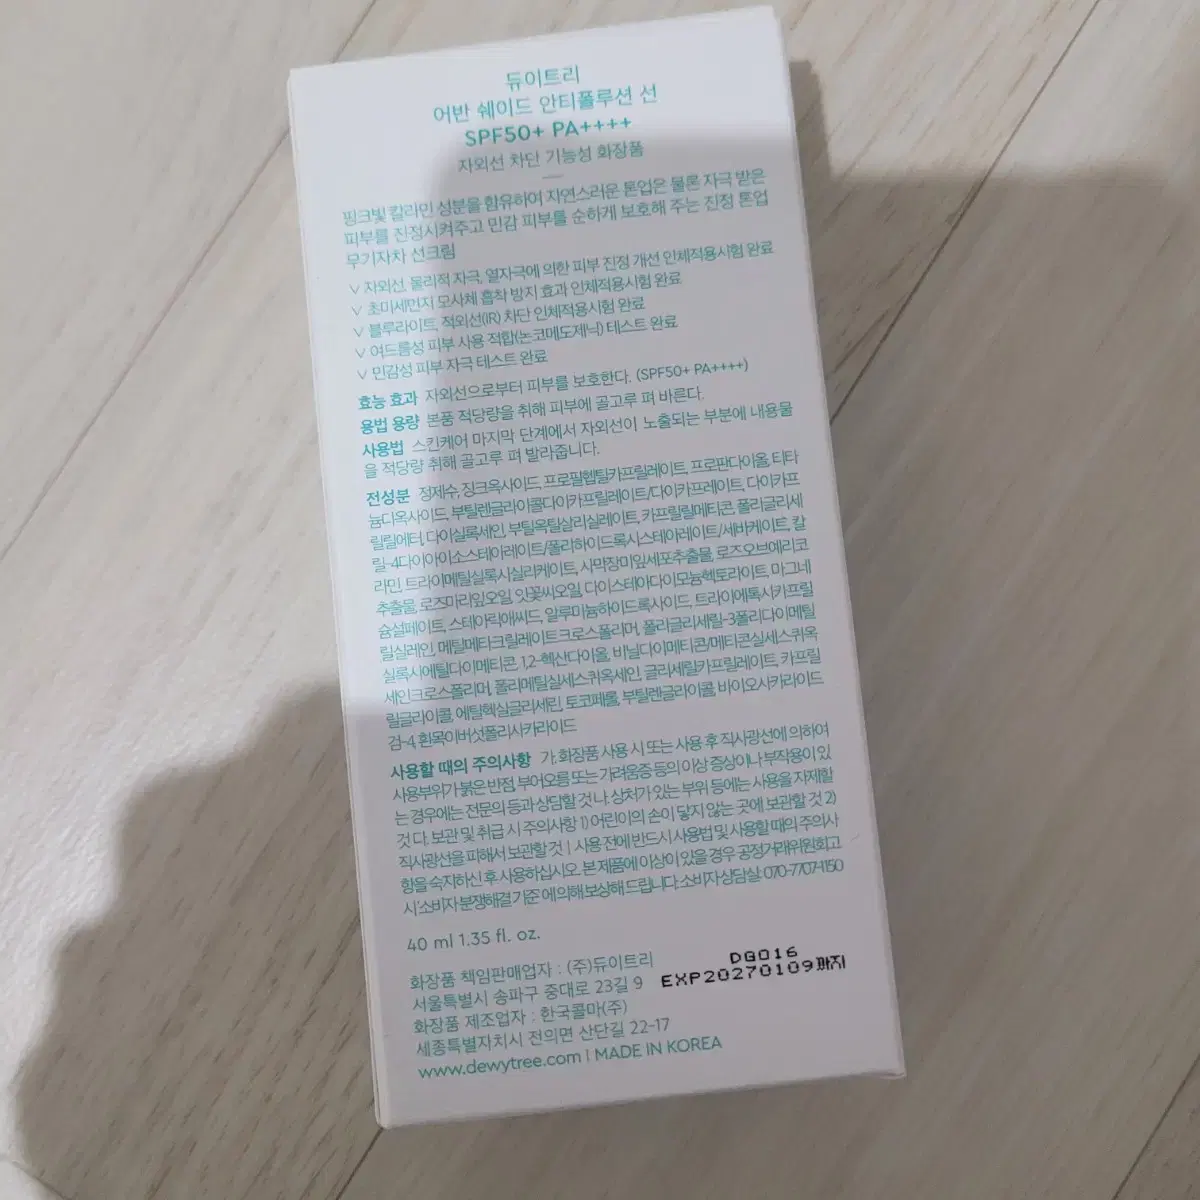 듀이트리
어반 쉐이드 안티폴루션 선
SPF50+ PA++++
자외선 차단 기능성 화장품
핑크빛 칼라민 성분을 함유하여 자연스러운 톤업은 물론 자극 받은
피부를 진정시켜주고 민감 피부를 순하게 보호해 주는 진정 톤업
무기자차 선크림
∨ 자외선, 물리적 자극, 열자극에 의한 피부 진정 개선 인체적용시험 완료
∨ 초미세먼지 모사체 흡착 방지 효과 인체적용시험 완료
∨ 블루라이트, 적외선(IR) 차단 인체적용시험 완료
∨ 여드름성 피부 사용 적합(논코메도제닉) 테스트 완료
∨ 민감성 피부 자극 테스트 완료
효능 효과 자외선으로부터 피부를 보호한다. (SPF50+ PA++++)
용법 용량 본품 적당량을 취해 피부에 골고루 펴 바른다.
사용법 스킨케어 마지막 단계에서 자외선이 노출되는 부분에 내용물
을 적당량 취해 골고루 펴 발라줍니다.
전성분 정제수, 징크옥사이드, 프로필헵틸카프릴레이트, 프로판다이올, 티타
늄디옥사이드, 부틸렌글라이콜다이카프릴레이트/다이카프레이트, 다이카프
릴릴에터, 다이실록세인, 부틸옥틸살리실레이트, 카프릴릴메티콘, 폴리글리세
릴-4다이아이소스테아레이트/폴리하이드록시스테아레이트/세바케이트, 칼
라민, 트라이메틸실록시실리케이트, 사막장미잎세포추출물, 로즈오브예리코
추출물, 로즈마리잎오일, 잇꽃씨오일, 다이스테아다이모늄헥토라이트, 마그네
슘설페이트, 스테아릭애씨드, 알루미늄하이드록사이드, 트라이에톡시카프릴
릴실레인, 메틸메타크릴레이트크로스폴리머, 폴리글리세릴-3폴리다이메틸
실록시에틸다이메티콘, 1,2-헥산다이올, 비닐다이메티콘/메티콘실세스퀴옥
세인크로스폴리머, 폴리메틸실세스퀴옥세인, 글리세릴카프릴레이트, 카프릴
릴글라이콜, 에틸헥실글리세린, 토코페롤, 부틸렌글라이콜, 바이오사카라이드
검-4, 흰목이버섯폴리사카라이드
사용할 때의 주의사항 가. 화장품 사용 시 또는 사용 후 직사광선에 의하여
사용부위가 붉은 반점, 부어오름 또는 가려움증 등의 이상 증상이나 부작용이 있
는 경우에는 전문의 등과 상담할 것 나. 상처가 있는 부위 등에는 사용을 자제할
것 다. 보관 및 취급 시 주의사항 1) 어린이의 손이 닿지 않는 곳에 보관할 것 2)
직사광선을 피해서 보관할 것 | 사용 전에 반드시 사용법 및 사용할 때의 주의사
항을 숙지하신 후 사용하십시오. 본 제품에 이상이 있을 경우 공정거래위원회 고
시 '소비자 분쟁해결 기준'에 의해 보상해 드립니다. 소비자 상담실: 070-7707-1150
40 ml 1.35 fl. oz.
화장품 책임판매업자 : (주)듀이트리
서울특별시 송파구 중대로 23길 9
DG016
EXP20270109까지
화장품 제조업자 : 한국콜마(주)
세종특별자치시 전의면 산단길 22-17
www.dewytree.com | MADE IN KOREA